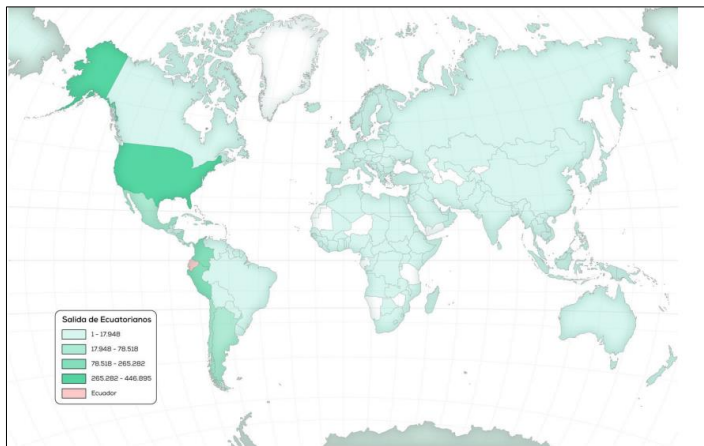 Salida de Ecuatorianos
1 - 17.948
17.948 - 78.518
78.518 - 265.282
265.282 - 446.895
Ecuador